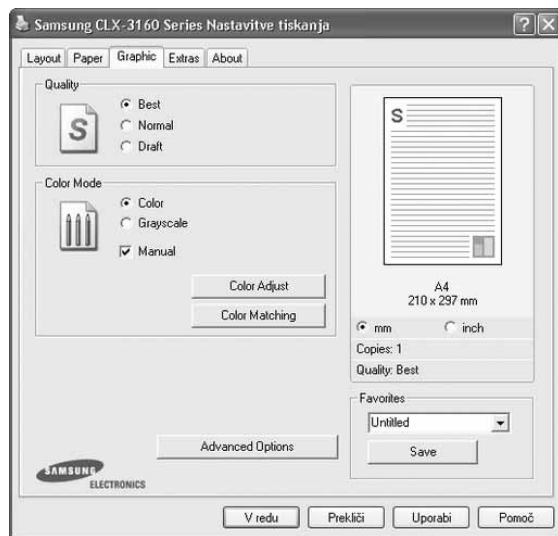 Samsung CLX-3160 Series Nastavitve tiskanja
Layout Paper Graphic Extras About
Quality
S
Best
Normal
Draft
Color Mode
Color
Grayscale
Manual
Color Adjust
Color Matching
Advanced Options
SAMSUNG
ELECTRONICS
S
A4
210 x 297 mm
mm inch
Copies: 1
Quality: Best
Favorites
Untitled
Save
V redu Prekliči Uporabi Pomoč